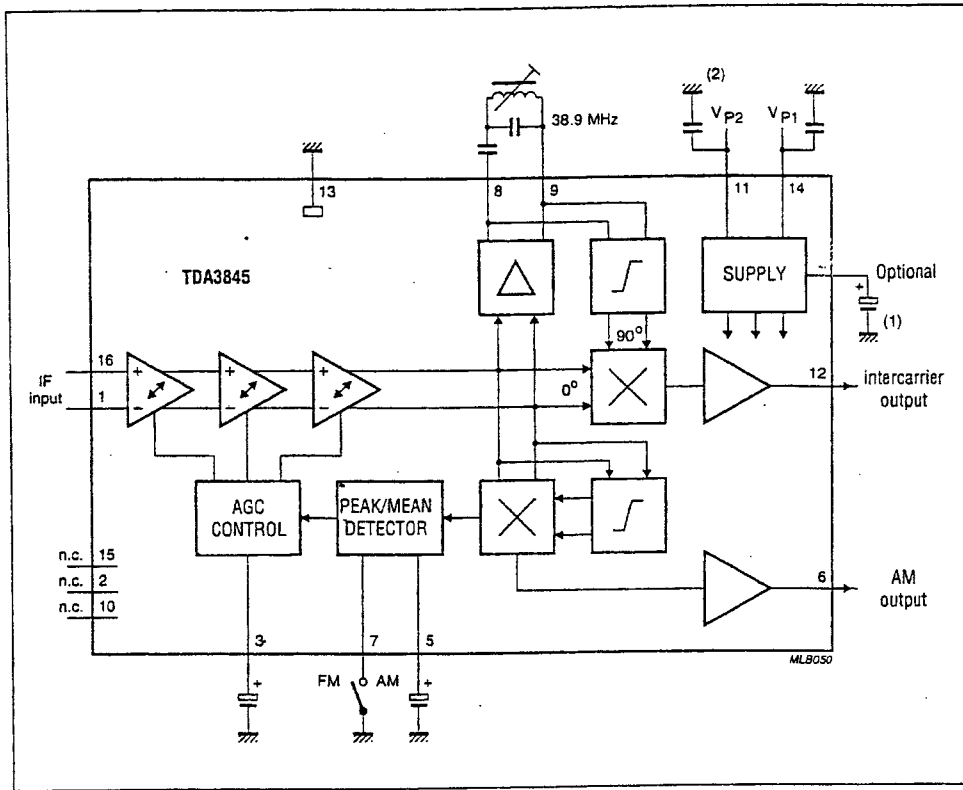 (2)
V P2
V P1
38.9 MHz
13
8
9
11
14
TDA3845
SUPPLY
Optional
+
(1)
90°
16
IF
input
1
+
−
+
−
+
−
0°
12
intercarrier
output
AGC
CONTROL
PEAK/MEAN
DETECTOR
n.c. 15
n.c. 2
n.c. 10
6
AM
output
3
7
5
MLB050
+
FM
AM
+